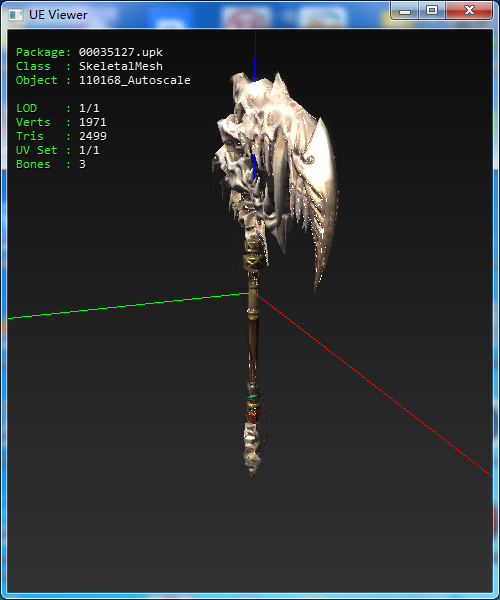 UE Viewer
Package: 00035127.upk
Class  : SkeletalMesh
Object : 110168_Autoscale
LOD    : 1/1
Verts  : 1971
Tris   : 2499
UV Set : 1/1
Bones  : 3